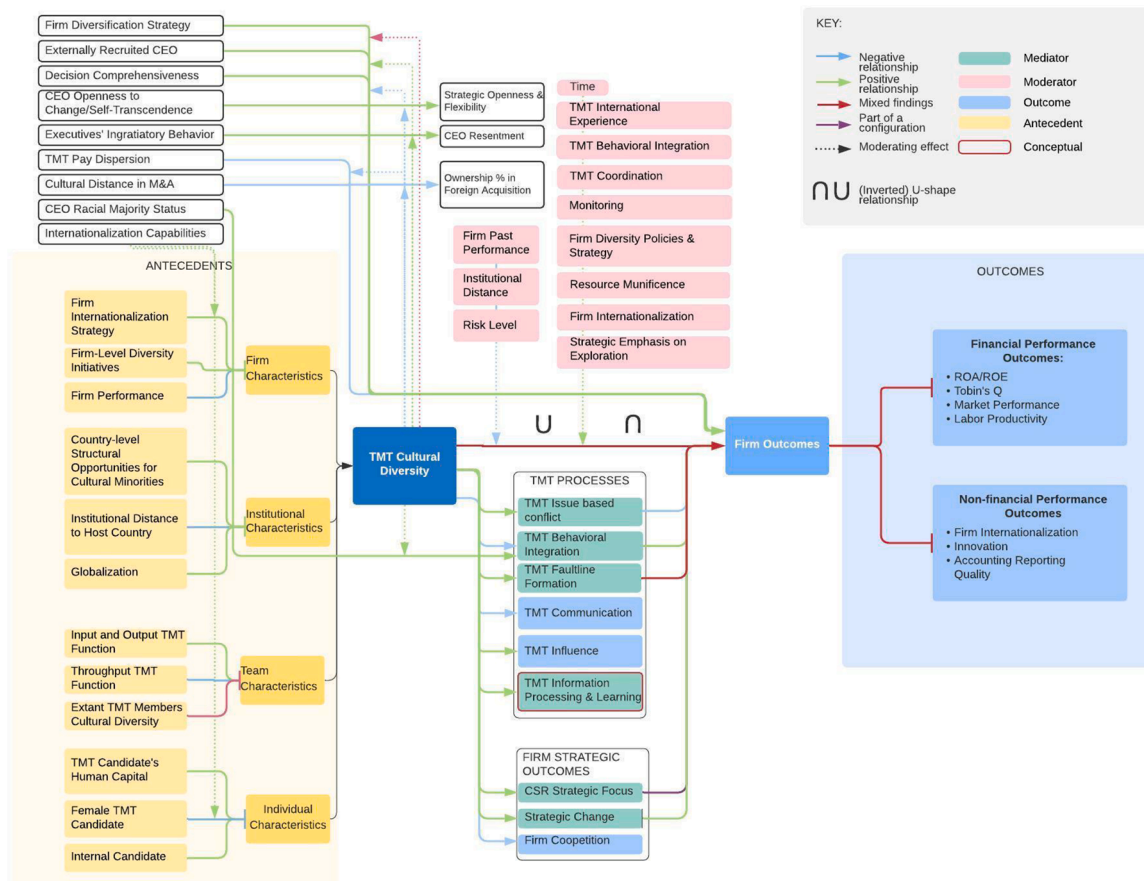 Firm Diversification Strategy
Externally Recruited CEO
Decision Comprehensiveness
CEO Openness to
Change/Self-Transcendence
Executives' Ingratiatory Behavior
TMT Pay Dispersion
Cultural Distance in M&A
CEO Racial Majority Status
Internationalization Capabilities
Strategic Openness &
Flexibility
CEO Resentment
Ownership % in
Foreign Acquisition
Firm Past
Performance
Institutional
Distance
Risk Level
Time
TMT International
Experience
TMT Behavioral Integration
TMT Coordination
Monitoring
Firm Diversity Policies &
Strategy
Resource Munificence
Firm Internationalization
Strategic Emphasis on
Exploration
KEY:
Negative
relationship
Positive
relationship
Mixed findings
Part of a
configuration
Moderating effect
∩∪ (Inverted) U-shape
relationship
Mediator
Moderator
Outcome
Antecedent
Conceptual
ANTECEDENTS
Firm
Internationalization
Strategy
Firm-Level Diversity
Initiatives
Firm Performance
Firm
Characteristics
Country-level
Structural
Opportunities for
Cultural Minorities
Institutional Distance
to Host Country
Globalization
Institutional
Characteristics
Input and Output TMT
Function
Throughput TMT
Function
Extant TMT Members
Cultural Diversity
Team
Characteristics
TMT Candidate's
Human Capital
Female TMT
Candidate
Internal Candidate
Individual
Characteristics
TMT Cultural
Diversity
∪ ∩
TMT PROCESSES
TMT Issue based
conflict
TMT Behavioral
Integration
TMT Faultline
Formation
TMT Communication
TMT Influence
TMT Information
Processing & Learning
FIRM STRATEGIC
OUTCOMES
CSR Strategic Focus
Strategic Change
Firm Coopetition
Firm Outcomes
OUTCOMES
Financial Performance
Outcomes:
• ROA/ROE
• Tobin's Q
• Market Performance
• Labor Productivity
Non-financial Performance
Outcomes
• Firm Internationalization
• Innovation
• Accounting Reporting
Quality